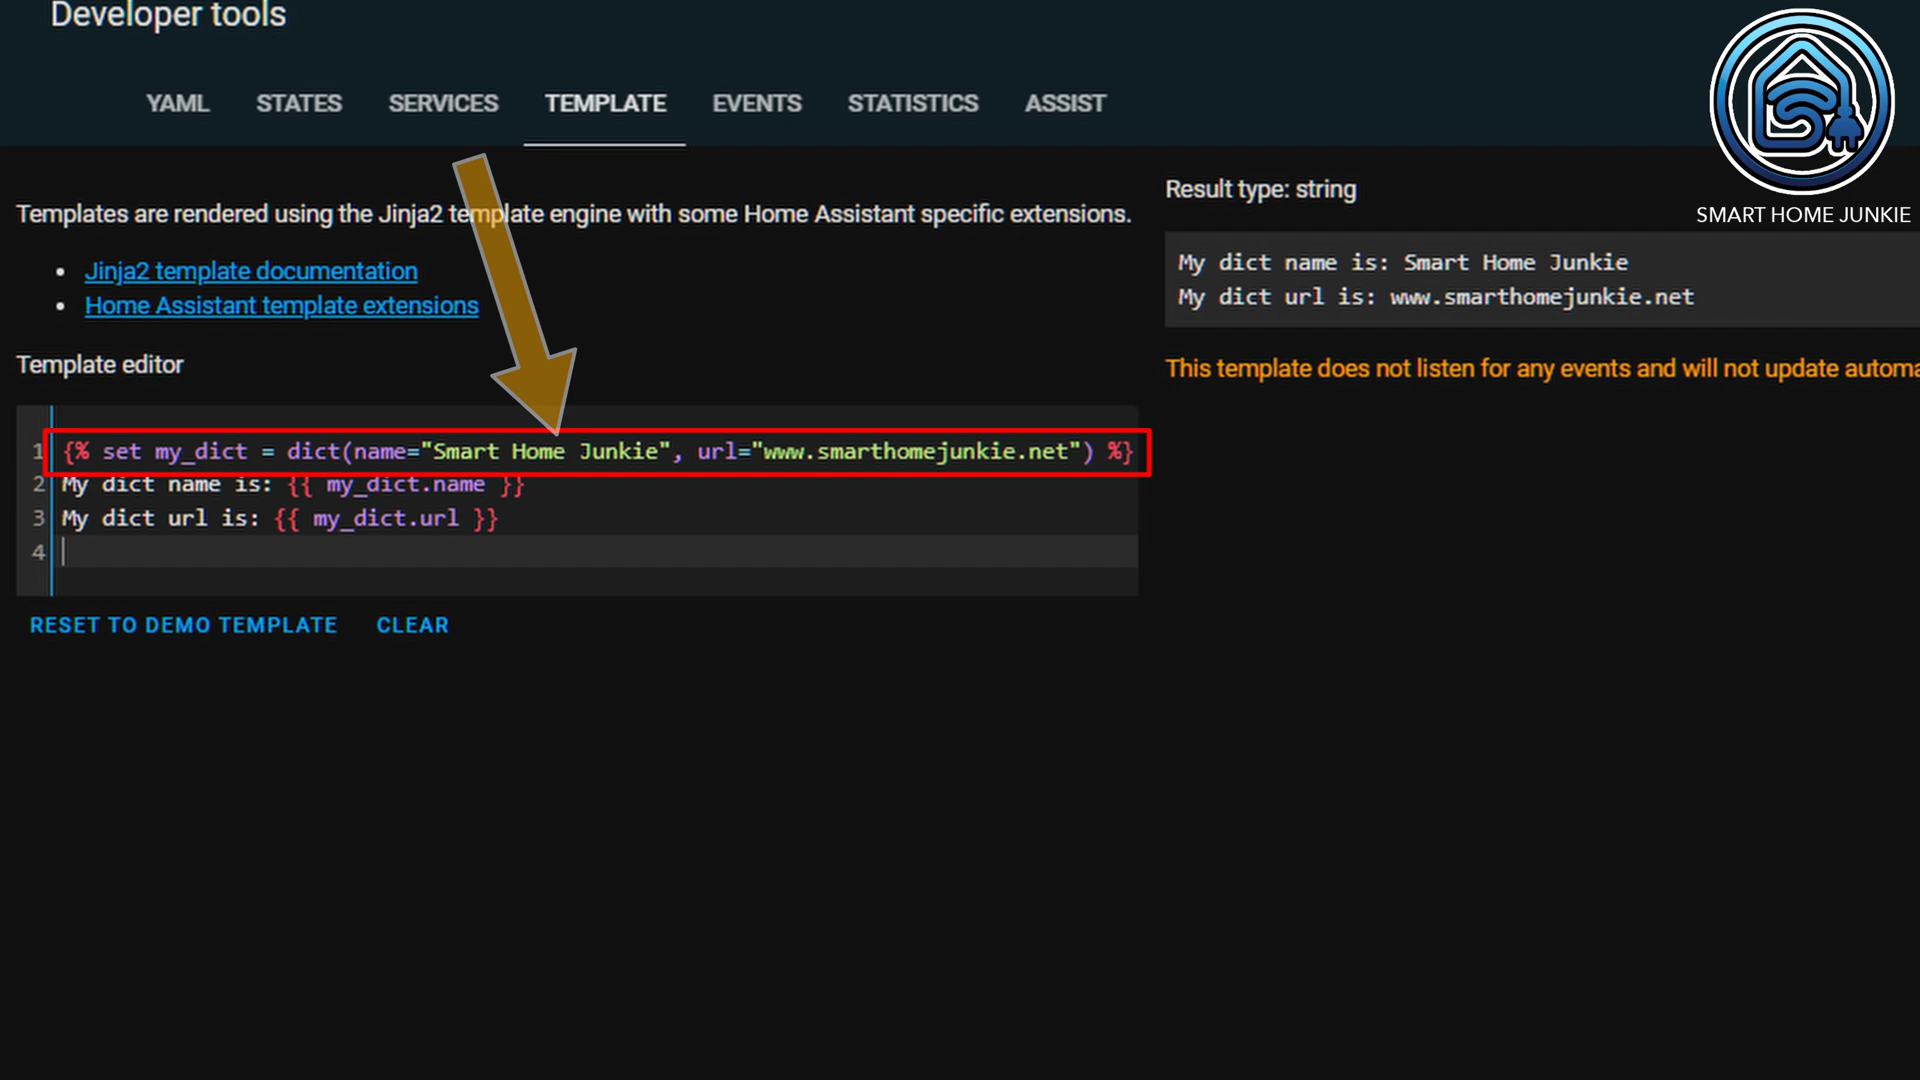 Developer tools
YAML STATES SERVICES TEMPLATE EVENTS STATISTICS ASSIST
SMART HOME JUNKIE
Templates are rendered using the Jinja2 template engine with some Home Assistant specific extensions.
Jinja2 template documentation
Home Assistant template extensions
Template editor
1 {% set my_dict = dict(name="Smart Home Junkie", url="www.smarthomejunkie.net") %}
2 My dict name is: {{ my_dict.name }}
3 My dict url is: {{ my_dict.url }}
4
RESET TO DEMO TEMPLATE CLEAR
Result type: string
My dict name is: Smart Home Junkie
My dict url is: www.smarthomejunkie.net
This template does not listen for any events and will not update